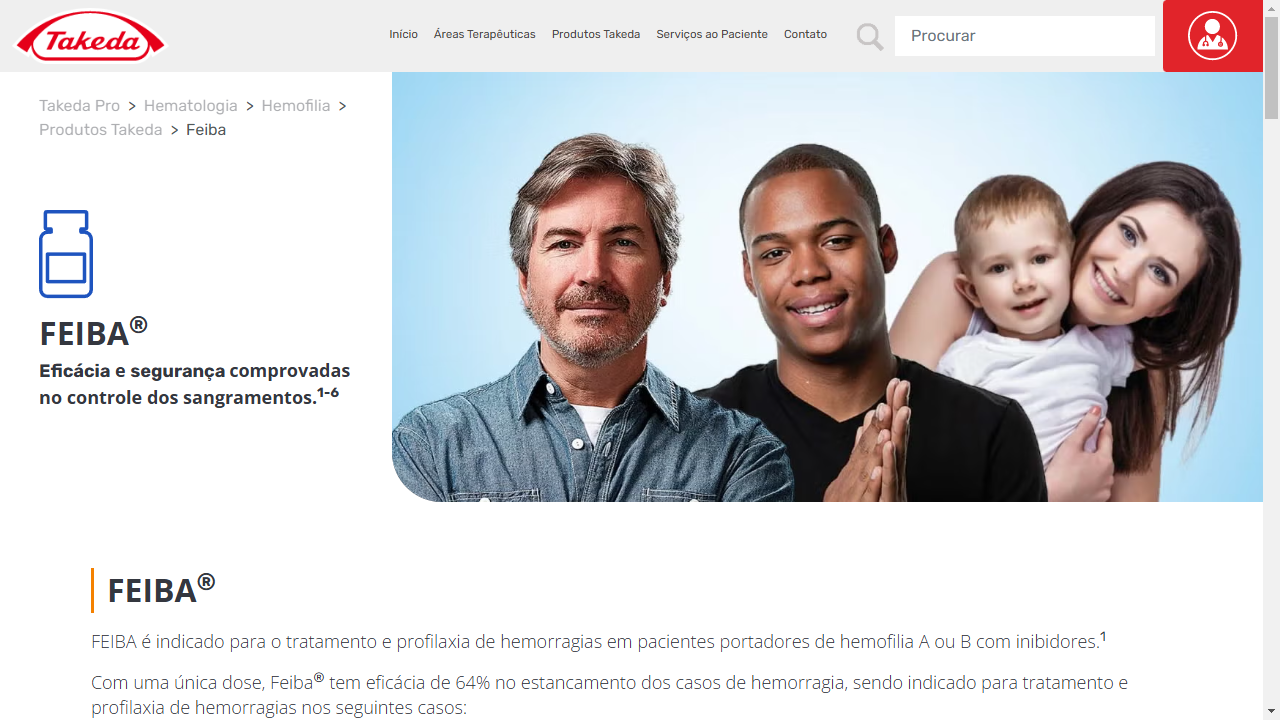 Takeda
Início Áreas Terapêuticas Produtos Takeda Serviços ao Paciente Contato
Procurar
Takeda Pro > Hematologia > Hemofilia >
Produtos Takeda > Feiba
FEIBA®
Eficácia e segurança comprovadas
no controle dos sangramentos.1-6
FEIBA®
FEIBA é indicado para o tratamento e profilaxia de hemorragias em pacientes portadores de hemofilia A ou B com inibidores.1
Com uma única dose, Feiba® tem eficácia de 64% no estancamento dos casos de hemorragia, sendo indicado para tratamento e
profilaxia de hemorragias nos seguintes casos: